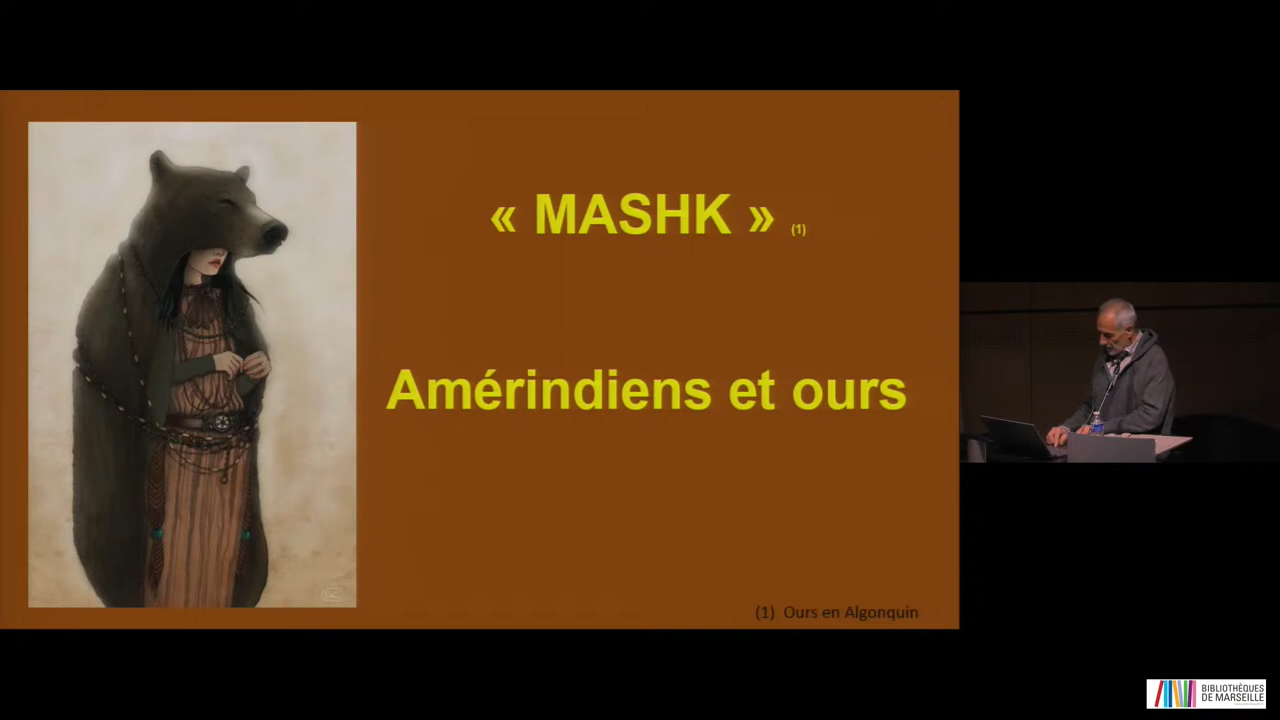 « MASHK » (1)
Amérindiens et ours
(1) Ours en Algonquin
BIBLIOTHÈQUES
DE MARSEILLE